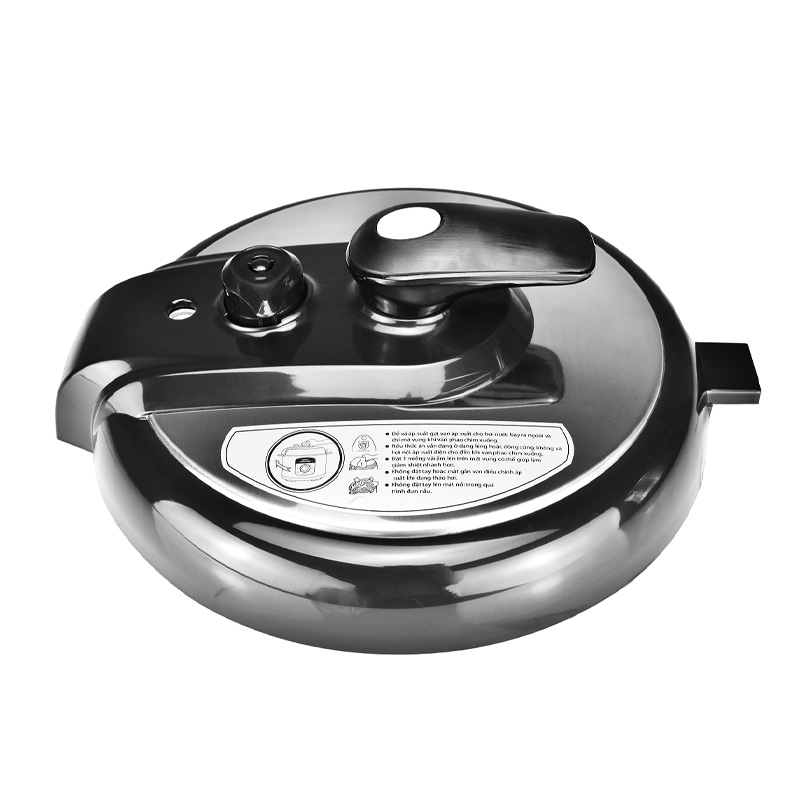 ● Để xả áp suất gạt van áp suất cho hơi nước bay ra ngoài và
chỉ mở vung khi van phao chìm xuống.
● Nếu thức ăn vẫn đang ở dạng lỏng hoặc đông cứng không xả
hơi nồi áp suất điện cho đến khi van phao chìm xuống.
● Đặt 1 miếng vải ẩm lên trên mặt vung có thể giúp làm
giảm nhiệt nhanh hơn.
● Không đặt tay hoặc mặt gần van điều chỉnh áp
suất khi đang tháo hơi.
● Không đặt tay lên mặt nồi trong quá
trình đun nấu.